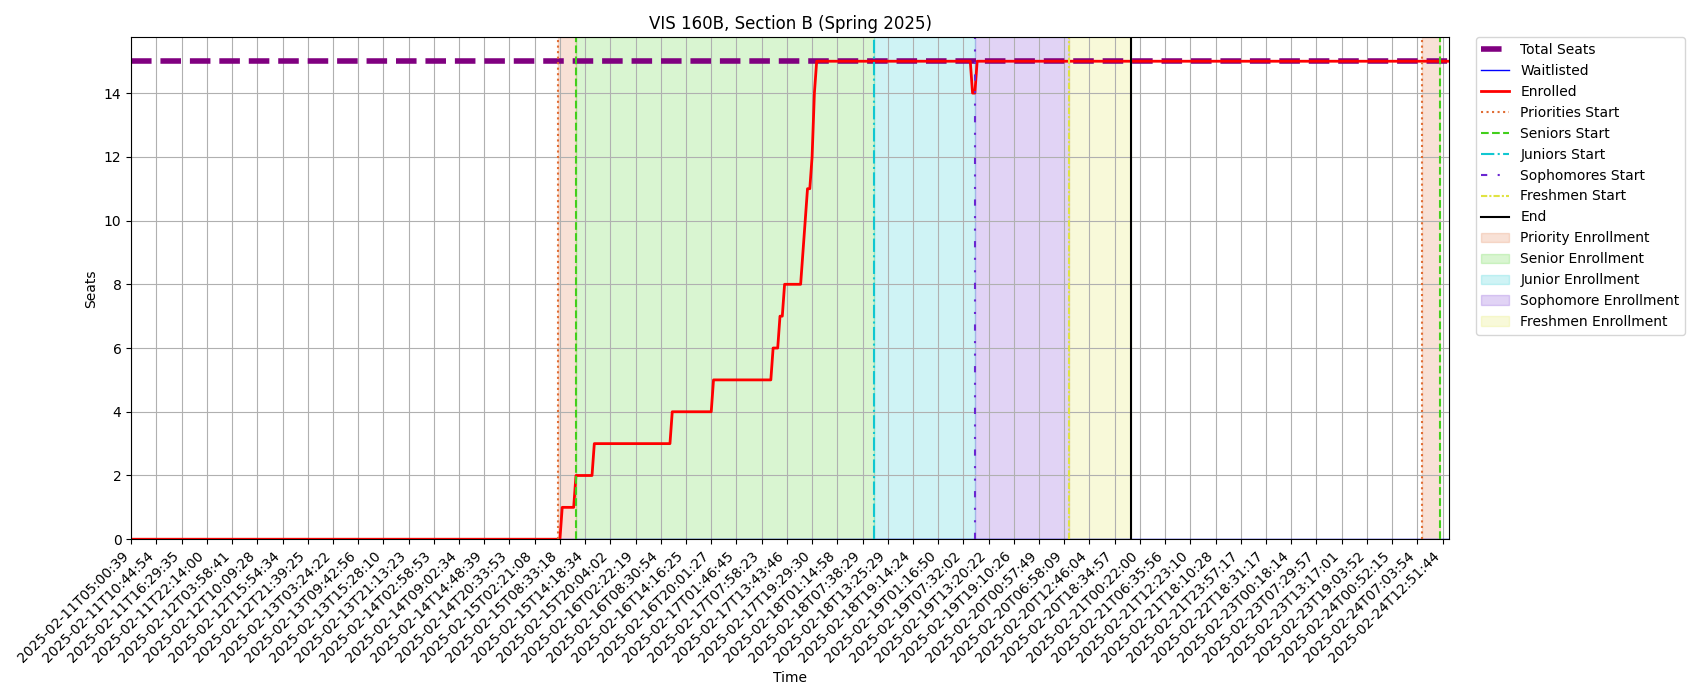 VIS 160B, Section B (Spring 2025)
Total Seats
Waitlisted
Enrolled
Priorities Start
Seniors Start
Juniors Start
Sophomores Start
Freshmen Start
End
Priority Enrollment
Senior Enrollment
Junior Enrollment
Sophomore Enrollment
Freshmen Enrollment
Seats
14
12
10
8
6
4
2
0
2025-02-11T05:00:39
2025-02-11T10:44:54
2025-02-11T16:29:35
2025-02-11T22:14:00
2025-02-12T03:58:41
2025-02-12T10:09:28
2025-02-12T15:54:34
2025-02-12T21:39:25
2025-02-13T03:24:22
2025-02-13T09:42:56
2025-02-13T15:28:10
2025-02-13T21:13:23
2025-02-14T02:58:53
2025-02-14T09:02:34
2025-02-14T14:48:39
2025-02-14T20:33:53
2025-02-15T02:21:08
2025-02-15T08:33:18
2025-02-15T14:18:34
2025-02-15T20:04:02
2025-02-16T02:22:19
2025-02-16T08:30:54
2025-02-16T14:16:25
2025-02-16T20:01:27
2025-02-17T01:46:45
2025-02-17T07:58:23
2025-02-17T13:43:46
2025-02-17T19:29:30
2025-02-18T01:14:58
2025-02-18T07:38:29
2025-02-18T13:25:29
2025-02-18T19:14:24
2025-02-19T01:16:50
2025-02-19T07:32:02
2025-02-19T13:20:22
2025-02-19T19:10:26
2025-02-20T00:57:49
2025-02-20T06:58:09
2025-02-20T12:46:04
2025-02-20T18:34:57
2025-02-21T00:22:00
2025-02-21T06:35:56
2025-02-21T12:23:10
2025-02-21T18:10:28
2025-02-21T23:57:17
2025-02-22T18:31:17
2025-02-23T00:18:14
2025-02-23T07:29:57
2025-02-23T13:17:01
2025-02-23T19:03:52
2025-02-24T00:52:15
2025-02-24T07:03:54
2025-02-24T12:51:44
Time